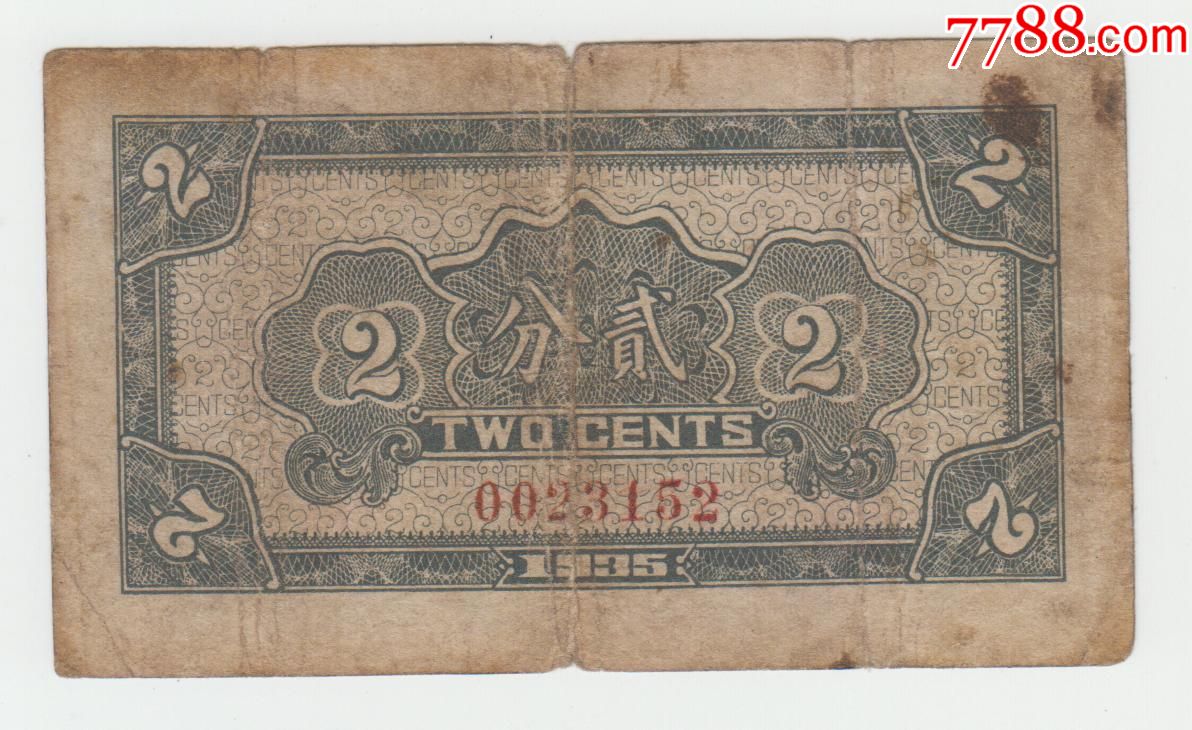 7788.com
2 2
2 分貳 2
TWO CENTS
0023152
2 1935 2